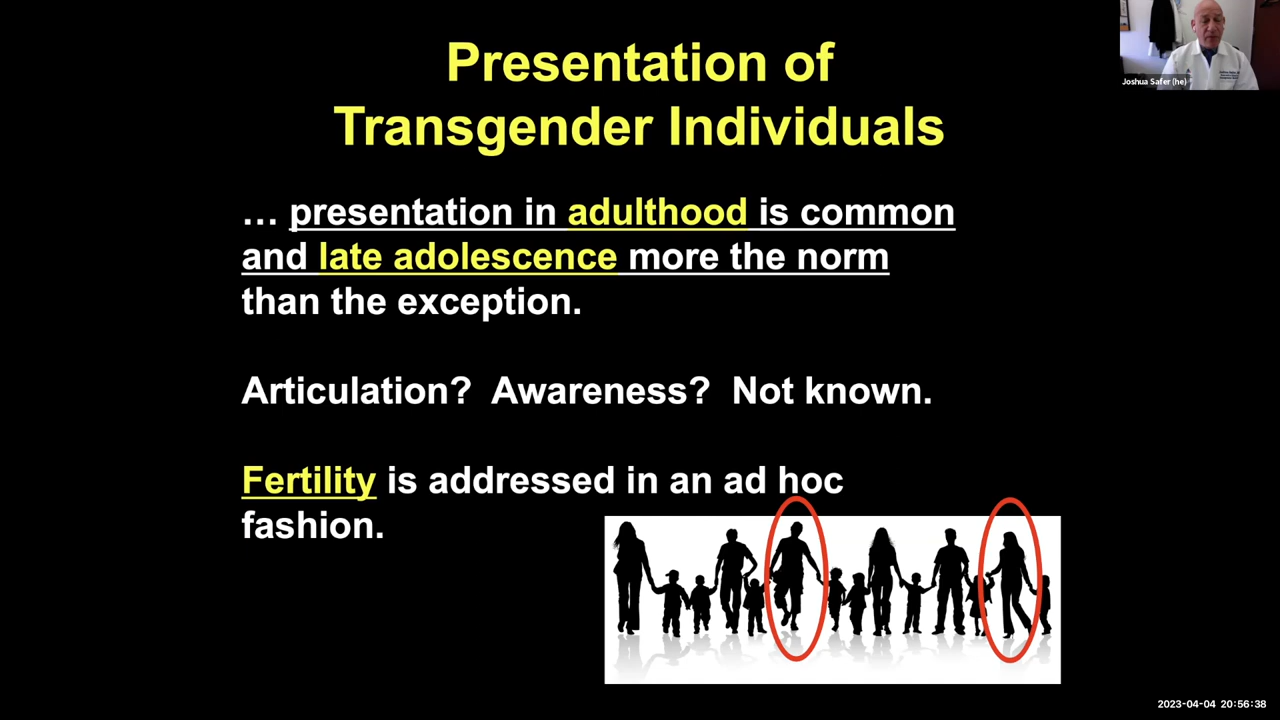 Presentation of
Transgender Individuals
Joshua Safer (he)
… presentation in adulthood is common
and late adolescence more the norm
than the exception.
Articulation? Awareness? Not known.
Fertility is addressed in an ad hoc
fashion.
2023-04-04 20:56:38